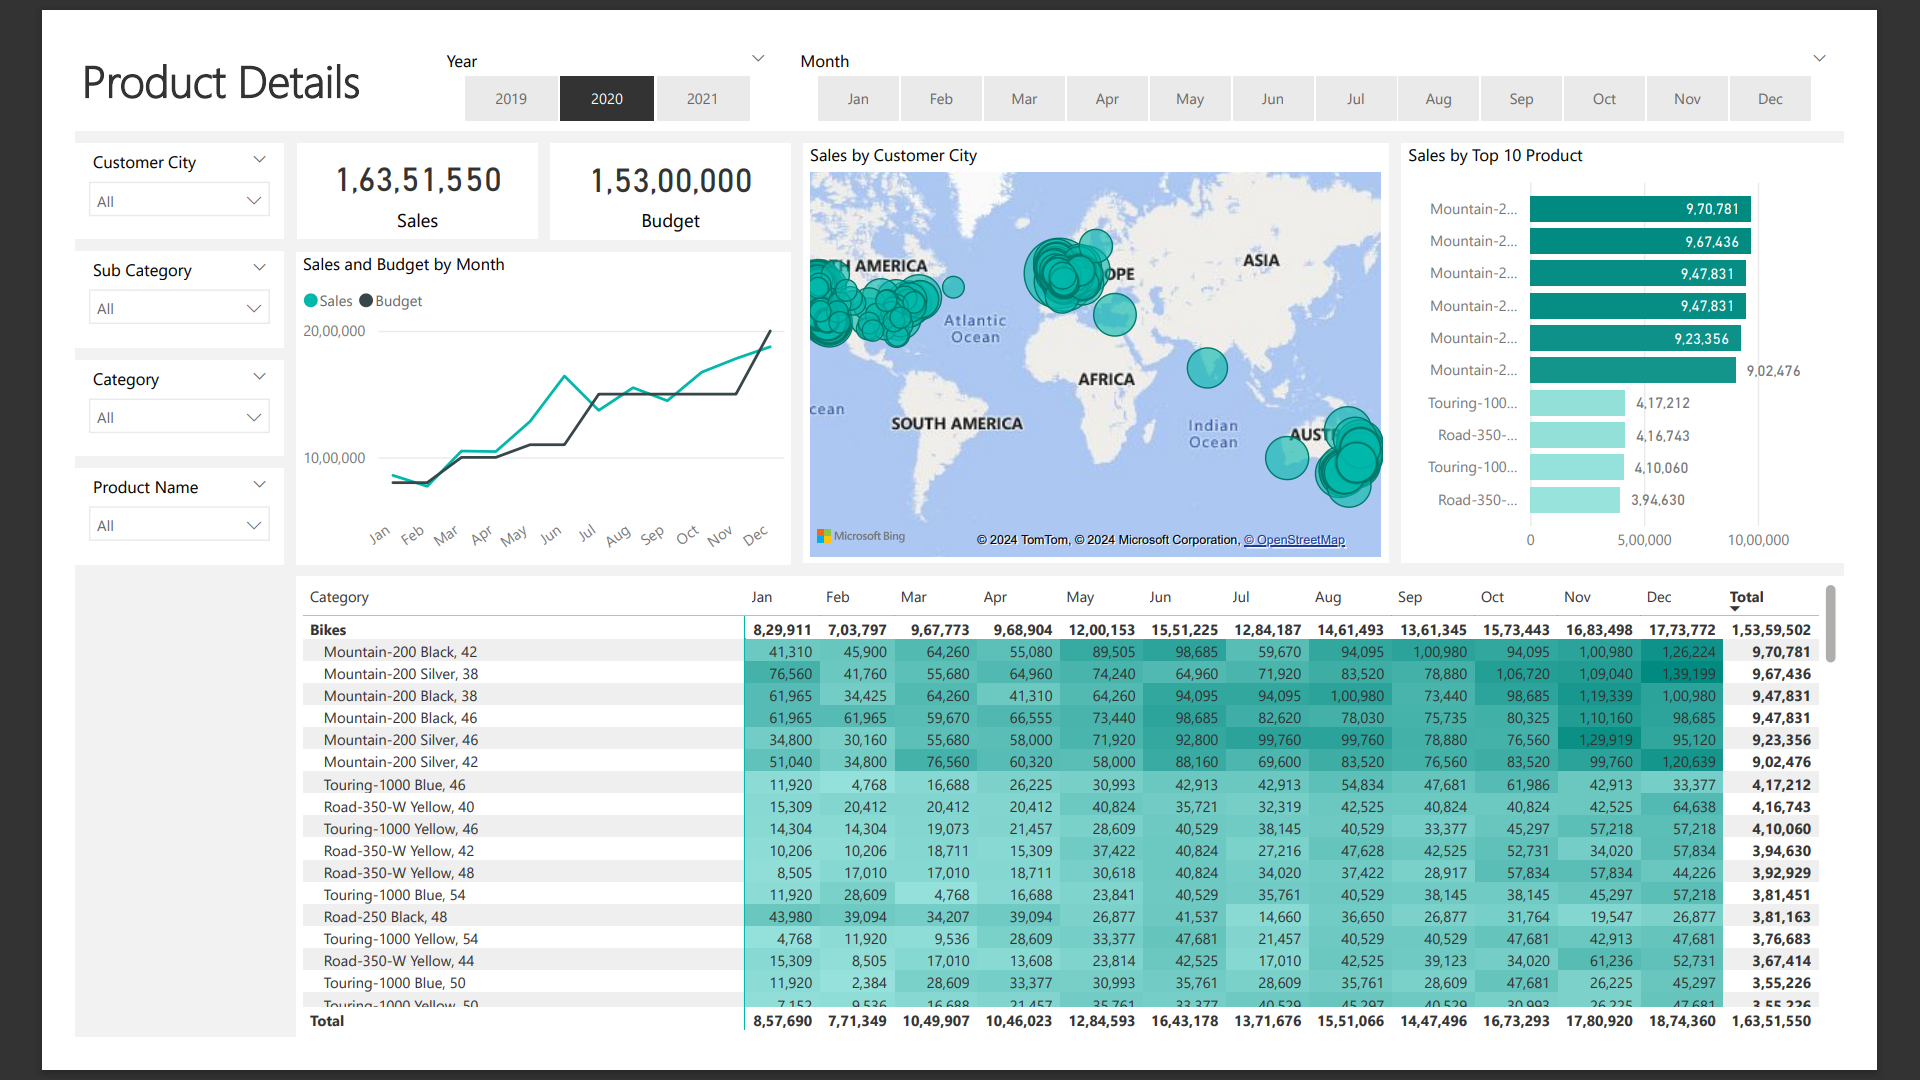 Product Details
Year
2019 2020 2021
Month
Jan Feb Mar Apr May Jun Jul Aug Sep Oct Nov Dec
Customer City
All
Sub Category
All
Category
All
Product Name
All
1,63,51,550
Sales
1,53,00,000
Budget
Sales and Budget by Month
Sales Budget
20,00,000
10,00,000
Jan Feb Mar Apr May Jun Jul Aug Sep Oct Nov Dec
Sales by Customer City
TH AMERICA
OPE
ASIA
Atlantic
Ocean
AFRICA
cean
SOUTH AMERICA
Indian
Ocean
AUST
Microsoft Bing
© 2024 TomTom, © 2024 Microsoft Corporation, © OpenStreetMap
Sales by Top 10 Product
Mountain-2... 9,70,781
Mountain-2... 9,67,436
Mountain-2... 9,47,831
Mountain-2... 9,47,831
Mountain-2... 9,23,356
Mountain-2... 9,02,476
Touring-100... 4,17,212
Road-350-... 4,16,743
Touring-100... 4,10,060
Road-350-... 3,94,630
0 5,00,000 10,00,000
Category Jan Feb Mar Apr May Jun Jul Aug Sep Oct Nov Dec Total
Bikes 8,29,911 7,03,797 9,67,773 9,68,904 12,00,153 15,51,225 12,84,187 14,61,493 13,61,345 15,73,443 16,83,498 17,73,772 1,53,59,502
Mountain-200 Black, 42 41,310 45,900 64,260 55,080 89,505 98,685 59,670 94,095 1,00,980 94,095 1,00,980 1,26,224 9,70,781
Mountain-200 Silver, 38 76,560 41,760 55,680 64,960 74,240 64,960 71,920 83,520 78,880 1,06,720 1,09,040 1,39,199 9,67,436
Mountain-200 Black, 38 61,965 34,425 64,260 41,310 64,260 94,095 94,095 1,00,980 73,440 98,685 1,19,339 1,00,980 9,47,831
Mountain-200 Black, 46 61,965 61,965 59,670 66,555 73,440 98,685 82,620 78,030 75,735 80,325 1,10,160 98,685 9,47,831
Mountain-200 Silver, 46 34,800 30,160 55,680 58,000 71,920 92,800 99,760 99,760 78,880 76,560 1,29,919 95,120 9,23,356
Mountain-200 Silver, 42 51,040 34,800 76,560 60,320 58,000 88,160 69,600 83,520 76,560 83,520 99,760 1,20,639 9,02,476
Touring-1000 Blue, 46 11,920 4,768 16,688 26,225 30,993 42,913 42,913 54,834 47,681 61,986 42,913 33,377 4,17,212
Road-350-W Yellow, 40 15,309 20,412 20,412 20,412 40,824 35,721 32,319 42,525 40,824 40,824 42,525 64,638 4,16,743
Touring-1000 Yellow, 46 14,304 14,304 19,073 21,457 28,609 40,529 38,145 40,529 33,377 45,297 57,218 57,218 4,10,060
Road-350-W Yellow, 42 10,206 10,206 18,711 15,309 37,422 40,824 27,216 47,628 42,525 52,731 34,020 57,834 3,94,630
Road-350-W Yellow, 48 8,505 17,010 17,010 18,711 30,618 40,824 34,020 37,422 28,917 57,834 57,834 44,226 3,92,929
Touring-1000 Blue, 54 11,920 28,609 4,768 16,688 23,841 40,529 35,761 40,529 38,145 38,145 45,297 57,218 3,81,451
Road-250 Black, 48 43,980 39,094 34,207 39,094 26,877 41,537 14,660 36,650 26,877 31,764 19,547 26,877 3,81,163
Touring-1000 Yellow, 54 4,768 11,920 9,536 28,609 33,377 47,681 21,457 40,529 40,529 47,681 42,913 47,681 3,76,683
Road-350-W Yellow, 44 15,309 8,505 17,010 13,608 23,814 42,525 17,010 42,525 39,123 34,020 61,236 52,731 3,67,414
Touring-1000 Blue, 50 11,920 2,384 28,609 33,377 30,993 35,761 28,609 35,761 28,609 47,681 26,225 45,297 3,55,226
Touring-1000 Yellow, 50 7,152 9,536 16,688 21,457 35,761 33,377 40,529 45,297 40,529 30,993 26,225 47,681 3,55,226
Total 8,57,690 7,71,349 10,49,907 10,46,023 12,84,593 16,43,178 13,71,676 15,51,066 14,47,496 16,73,293 17,80,920 18,74,360 1,63,51,550